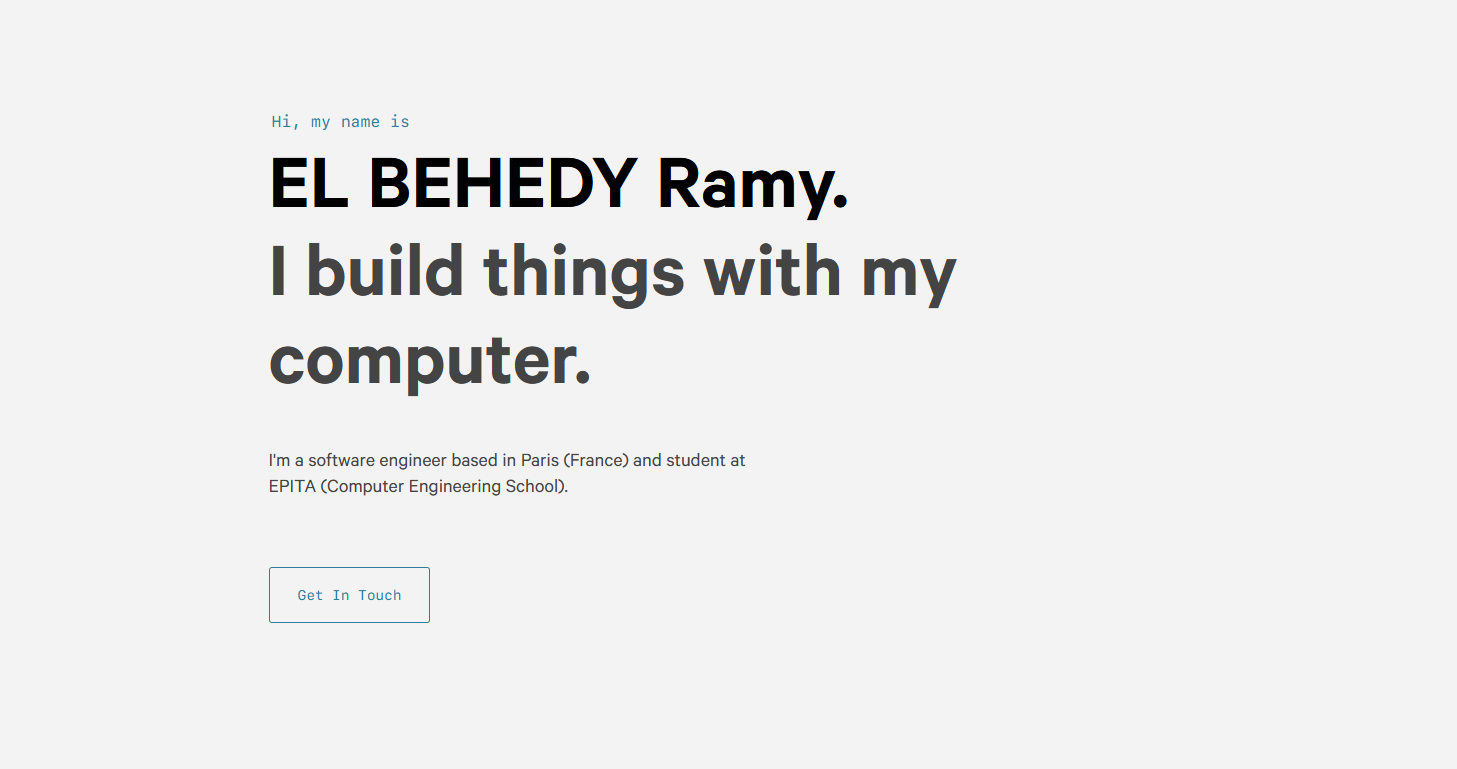 Hi, my name is
EL BEHEDY Ramy.
I build things with my
computer.
I'm a software engineer based in Paris (France) and student at
EPITA (Computer Engineering School).
Get In Touch